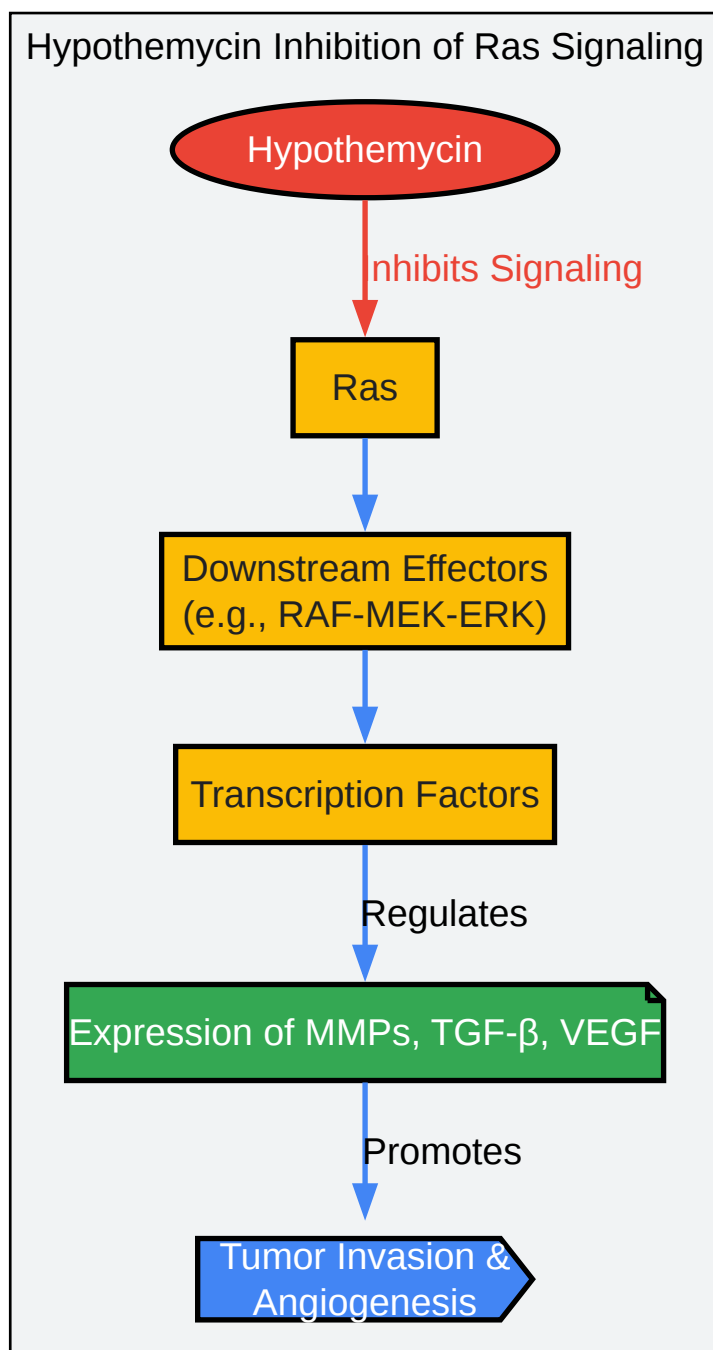 Hypothemycin Inhibition of Ras Signaling
Hypothemycin
Inhibits Signaling
Ras
Downstream Effectors
(e.g., RAF-MEK-ERK)
Transcription Factors
Regulates
Expression of MMPs, TGF-β, VEGF
Promotes
Tumor Invasion &
Angiogenesis